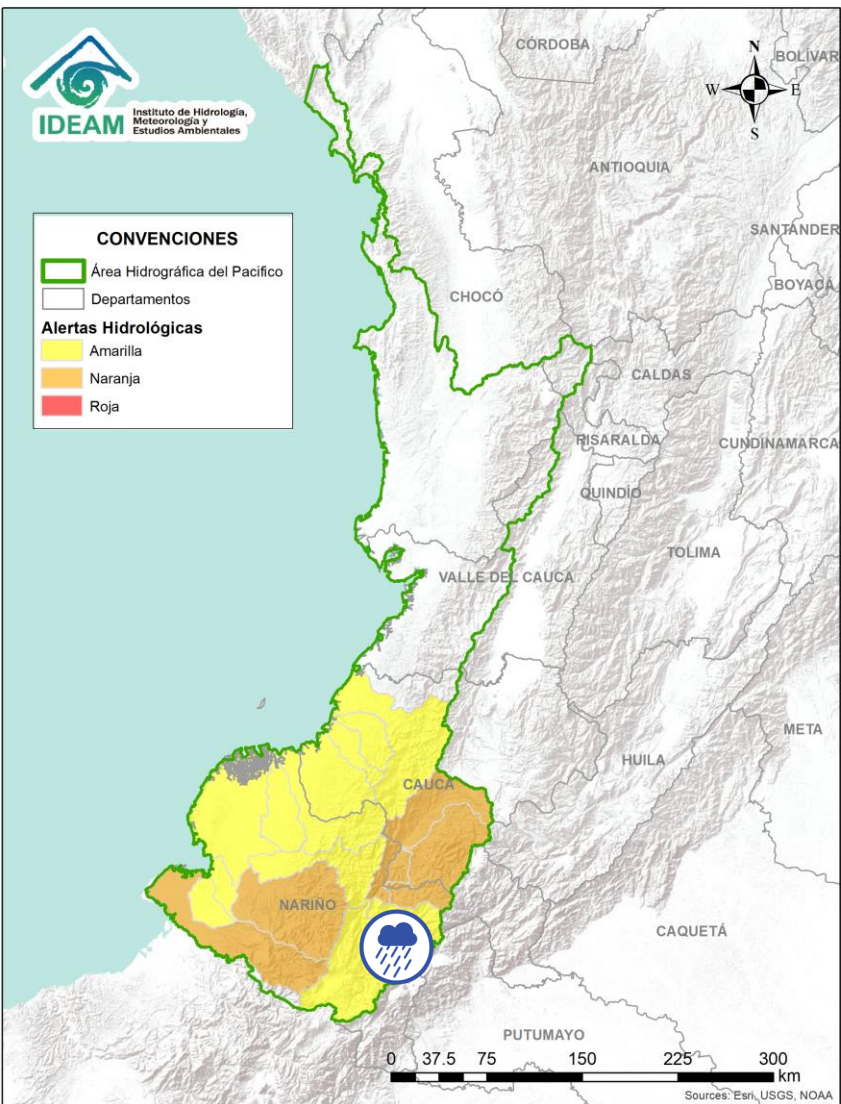 IDEAM
Instituto de Hidrología,
Meteorología y
Estudios Ambientales
CÓRDOBA
N
BOLÍVAR
W
E
S
ANTIOQUIA
SANTANDER
CONVENCIONES
Área Hidrográfica del Pacifico
Departamentos
Alertas Hidrológicas
Amarilla
Naranja
Roja
BOYACÁ
CHOCÓ
CALDAS
RISARALDA
CUNDINAMARCA
QUINDÍO
TOLIMA
VALLE DEL CAUCA
META
HUILA
CAUCA
NARIÑO
CAQUETÁ
PUTUMAYO
0 37.5 75 150 225 300
km
Sources: Esri, USGS, NOAA